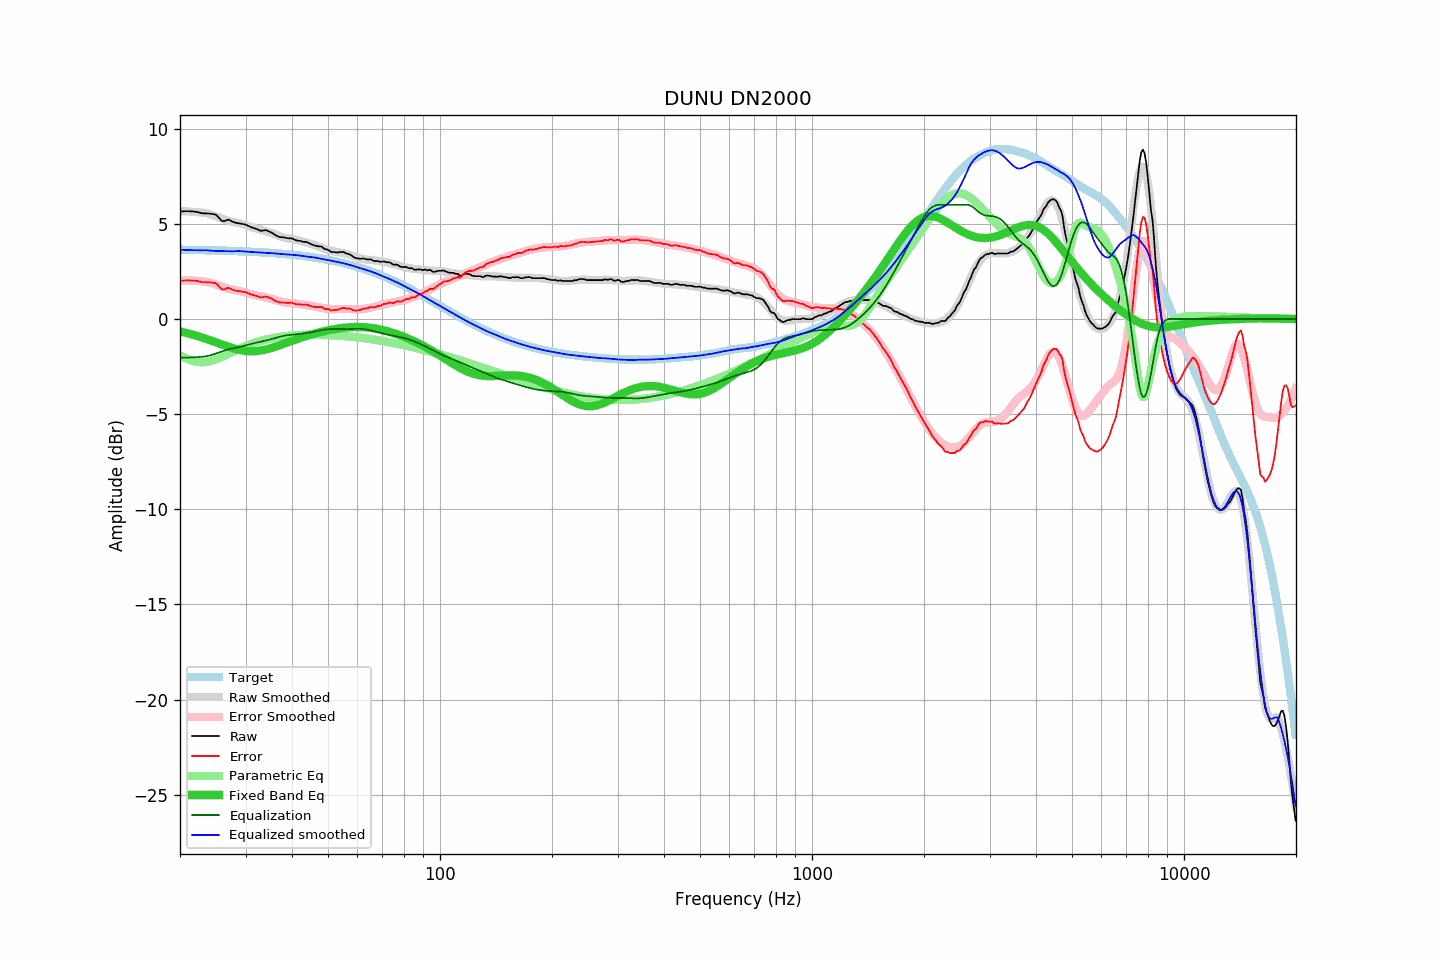 DUNU DN2000
10
5
0
−5
−10
−15
−20
−25
Amplitude (dBr)
Target
Raw Smoothed
Error Smoothed
Raw
Error
Parametric Eq
Fixed Band Eq
Equalization
Equalized smoothed
100
1000
10000
Frequency (Hz)